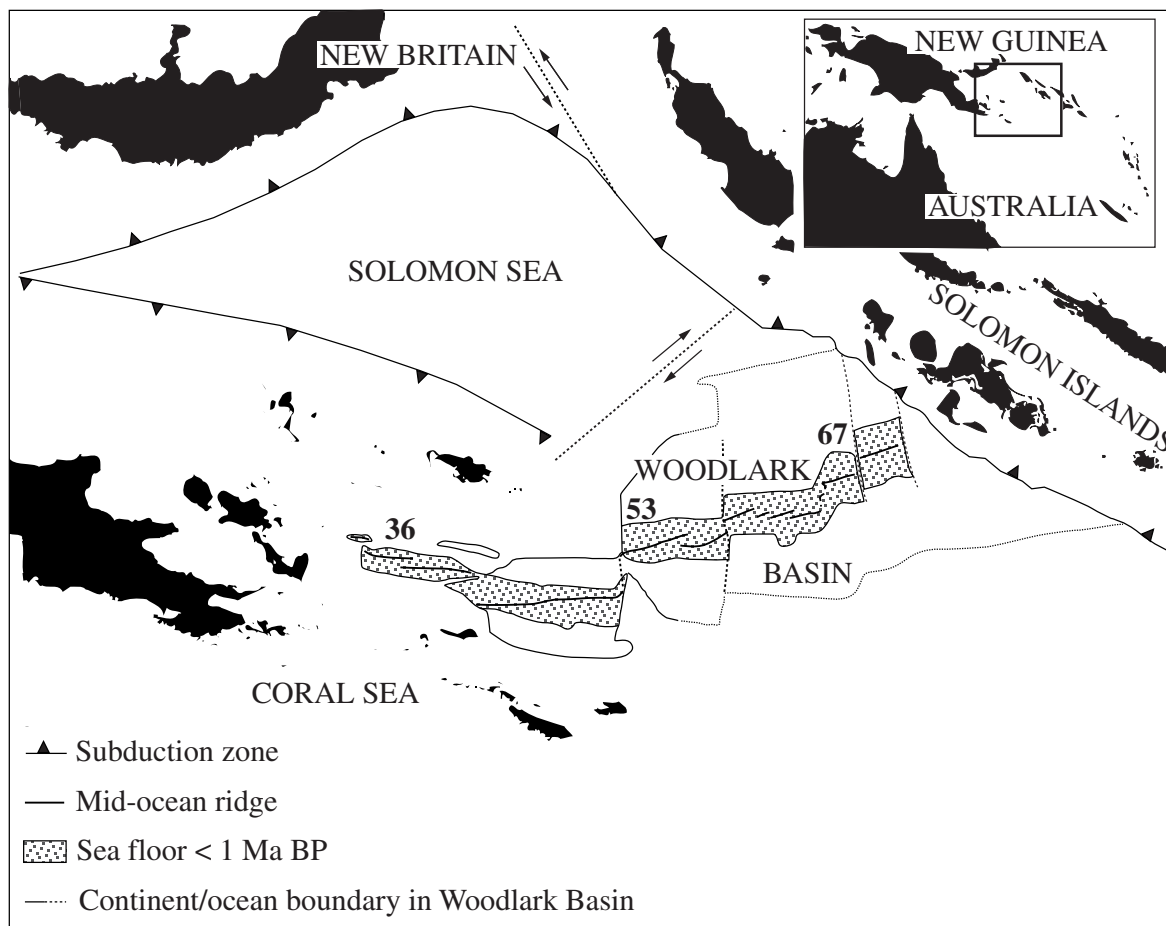 NEW BRITAIN
NEW GUINEA
AUSTRALIA
SOLOMON SEA
SOLOMON ISLANDS
67
WOODLARK
53
36
BASIN
CORAL SEA
Subduction zone
Mid-ocean ridge
Sea floor < 1 Ma BP
Continent/ocean boundary in Woodlark Basin